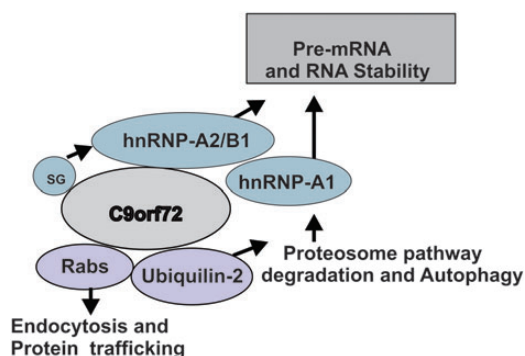 Pre-mRNA
and RNA Stability
hnRNP-A2/B1
SG
hnRNP-A1
C9orf72
Rabs
Ubiquilin-2
Proteosome pathway
degradation and Autophagy
Endocytosis and
Protein trafficking